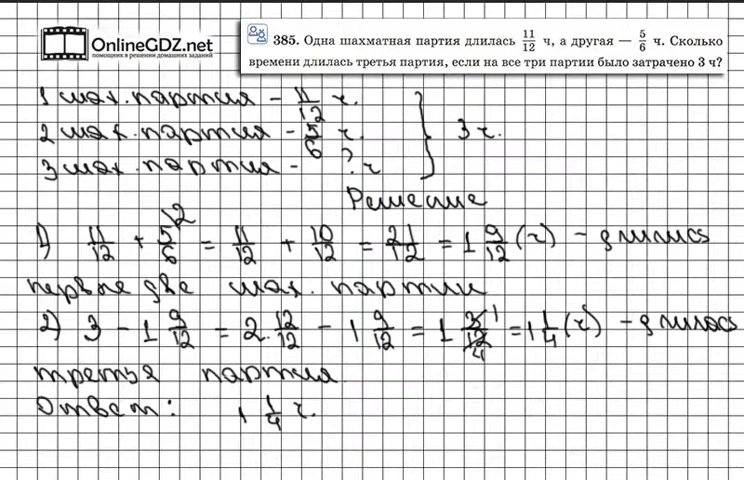 OnlineGDZ.net
помощник в решении домашних заданий
385. Одна шахматная партия длилась 11/12 ч, а другая — 5/6 ч. Сколько
времени длилась третья партия, если на все три партии было затрачено 3 ч?
1 шах. партия - 11/12 ч.
2 шах. партия - 5/6 ч. } 3 ч.
3 шах. партия - ? ч
Решение
1) 11/12 + 5/6 \2 = 11/12 + 10/12 = 21/12 = 1 9/12 (ч) - длились
первые две шах. партии
2) 3 - 1 9/12 = 2 12/12 - 1 9/12 = 1 3/12 = 1 1/4 (ч) - длилась
третья партия.
Ответ: 1 1/4 ч.